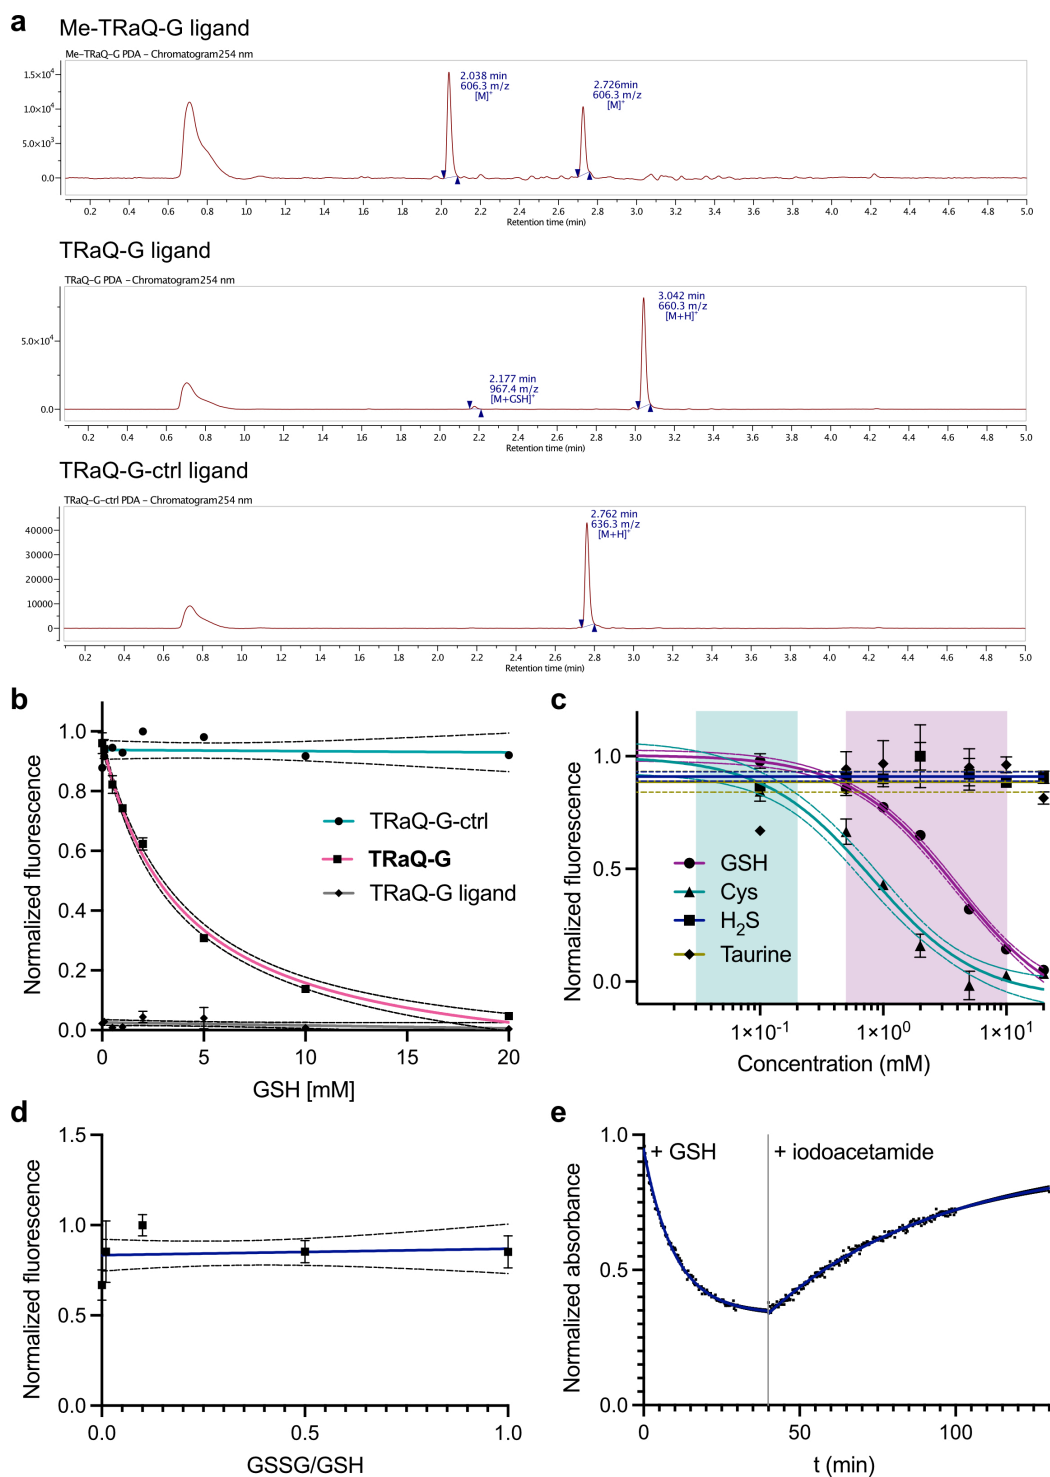 a
Me-TRaQ-G ligand
Me-TRaQ-G PDA - Chromatogram254 nm
1.5×10⁴
1.0×10⁴
5.0×10³
0.0
2.038 min
606.3 m/z
[M]⁺
2.726min
606.3 m/z
[M]⁺
0.2 0.4 0.6 0.8 1.0 1.2 1.4 1.6 1.8 2.0 2.2 2.4 2.6 2.8 3.0 3.2 3.4 3.6 3.8 4.0 4.2 4.4 4.6 4.8 5.0
Retention time (min)
TRaQ-G ligand
TRaQ-G PDA - Chromatogram254 nm
5.0×10⁴
0.0
2.177 min
967.4 m/z
[M+GSH]⁺
3.042 min
660.3 m/z
[M+H]⁺
0.2 0.4 0.6 0.8 1.0 1.2 1.4 1.6 1.8 2.0 2.2 2.4 2.6 2.8 3.0 3.2 3.4 3.6 3.8 4.0 4.2 4.4 4.6 4.8 5.0
Retention time (min)
TRaQ-G-ctrl ligand
TRaQ-G-ctrl PDA - Chromatogram254 nm
40000
30000
20000
10000
0
2.762 min
636.3 m/z
[M+H]⁺
0.2 0.4 0.6 0.8 1.0 1.2 1.4 1.6 1.8 2.0 2.2 2.4 2.6 2.8 3.0 3.2 3.4 3.6 3.8 4.0 4.2 4.4 4.6 4.8 5.0
Retention time (min)
b
Normalized fluorescence
1.0
0.8
0.6
0.4
0.2
0.0
TRaQ-G-ctrl
TRaQ-G
TRaQ-G ligand
0 5 10 15 20
GSH [mM]
c
Normalized fluorescence
1.0
0.5
0.0
GSH
Cys
H₂S
Taurine
1×10⁻¹ 1×10⁰ 1×10¹
Concentration (mM)
d
Normalized fluorescence
1.5
1.0
0.5
0.0
0.0 0.5 1.0
GSSG/GSH
e
Normalized absorbance
1.0
0.5
0.0
+ GSH
+ iodoacetamide
0 50 100
t (min)